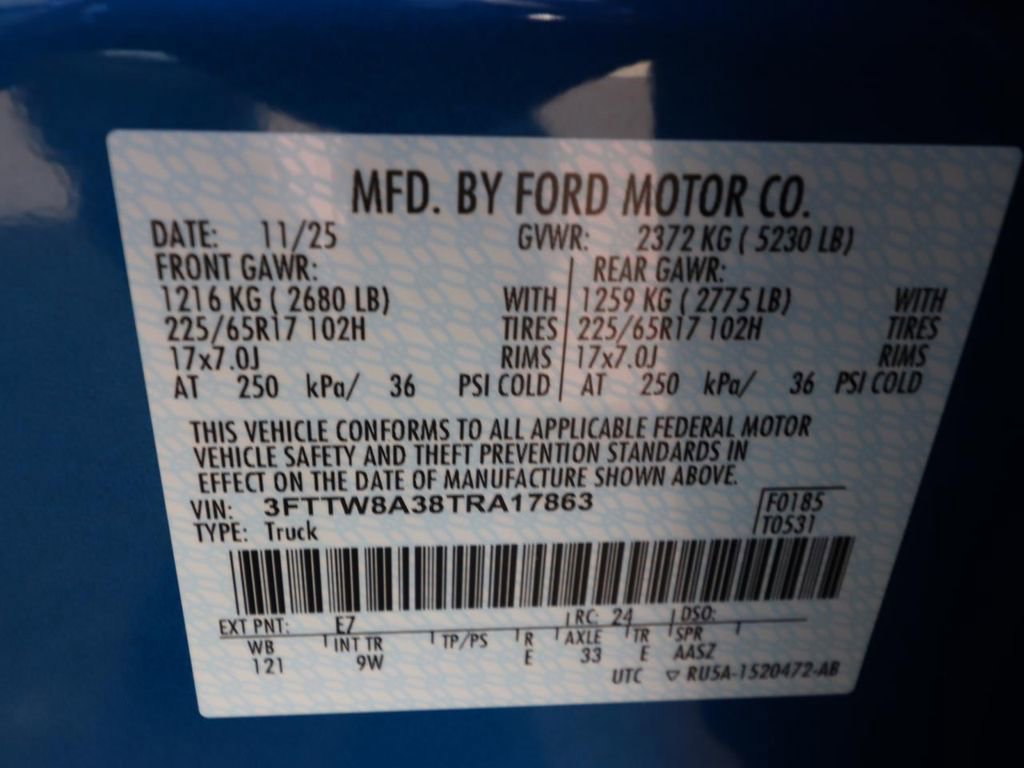 MFD. BY FORD MOTOR CO.
DATE: 11/25 GVWR: 2372 KG ( 5230 LB)
FRONT GAWR: REAR GAWR:
1216 KG ( 2680 LB) WITH 1259 KG ( 2775 LB) WITH
225/65R17 102H TIRES 225/65R17 102H TIRES
17x7.0J RIMS 17x7.0J RIMS
AT 250 kPa/ 36 PSI COLD AT 250 kPa/ 36 PSI COLD
THIS VEHICLE CONFORMS TO ALL APPLICABLE FEDERAL MOTOR
VEHICLE SAFETY AND THEFT PREVENTION STANDARDS IN
EFFECT ON THE DATE OF MANUFACTURE SHOWN ABOVE.
VIN: 3FTTW8A38TRA17863 F0185
TYPE: Truck T0531
EXT PNT: E7 RC: 24 DSO:
WB INT TR TP/PS R AXLE TR SPR
121 9W E 33 E AASZ
UTC ▽ RU5A-1520472-AB